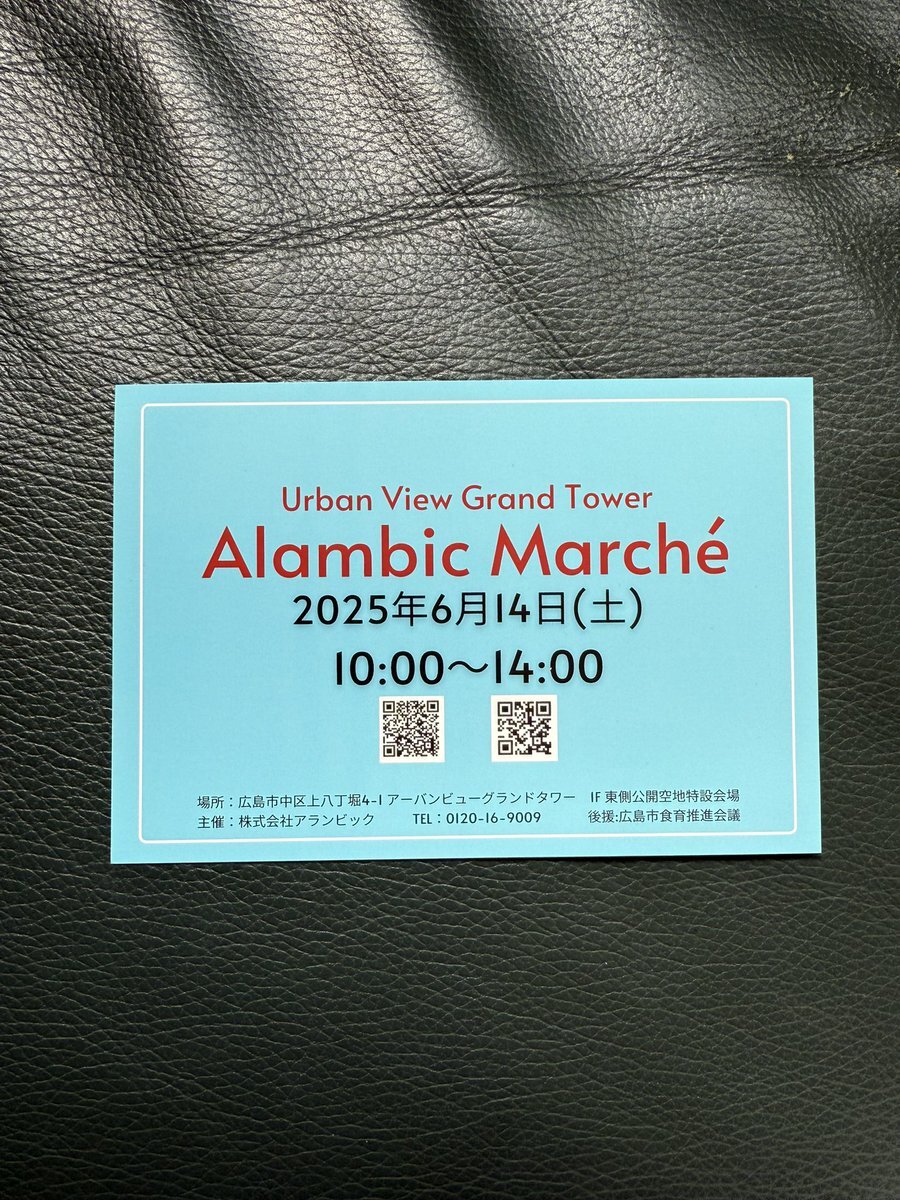 Urban View Grand Tower
Alambic Marché
2025年6月14日(土)
10:00〜14:00
場所：広島市中区上八丁堀4-1 アーバンビューグランドタワー　1F 東側公開空地特設会場
主催：株式会社アランビック　　TEL：0120-16-9009　　後援:広島市食育推進会議